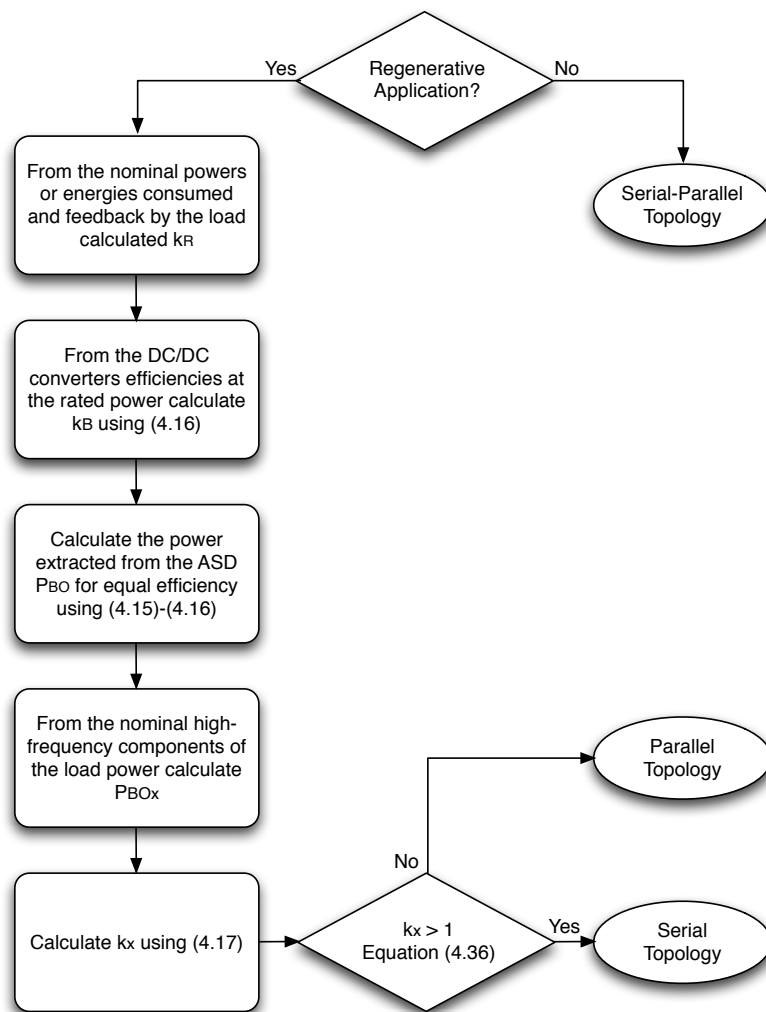 Regenerative
Application?
Yes
No
From the nominal powers
or energies consumed
and feedback by the load
calculated kR
Serial-Parallel
Topology
From the DC/DC
converters efficiencies at
the rated power calculate
kB using (4.16)
Calculate the power
extracted from the ASD
PBO for equal efficiency
using (4.15)-(4.16)
From the nominal high-
frequency components of
the load power calculate
PBOx
Parallel
Topology
No
Calculate kx using (4.17)
kx > 1
Equation (4.36)
Yes
Serial
Topology